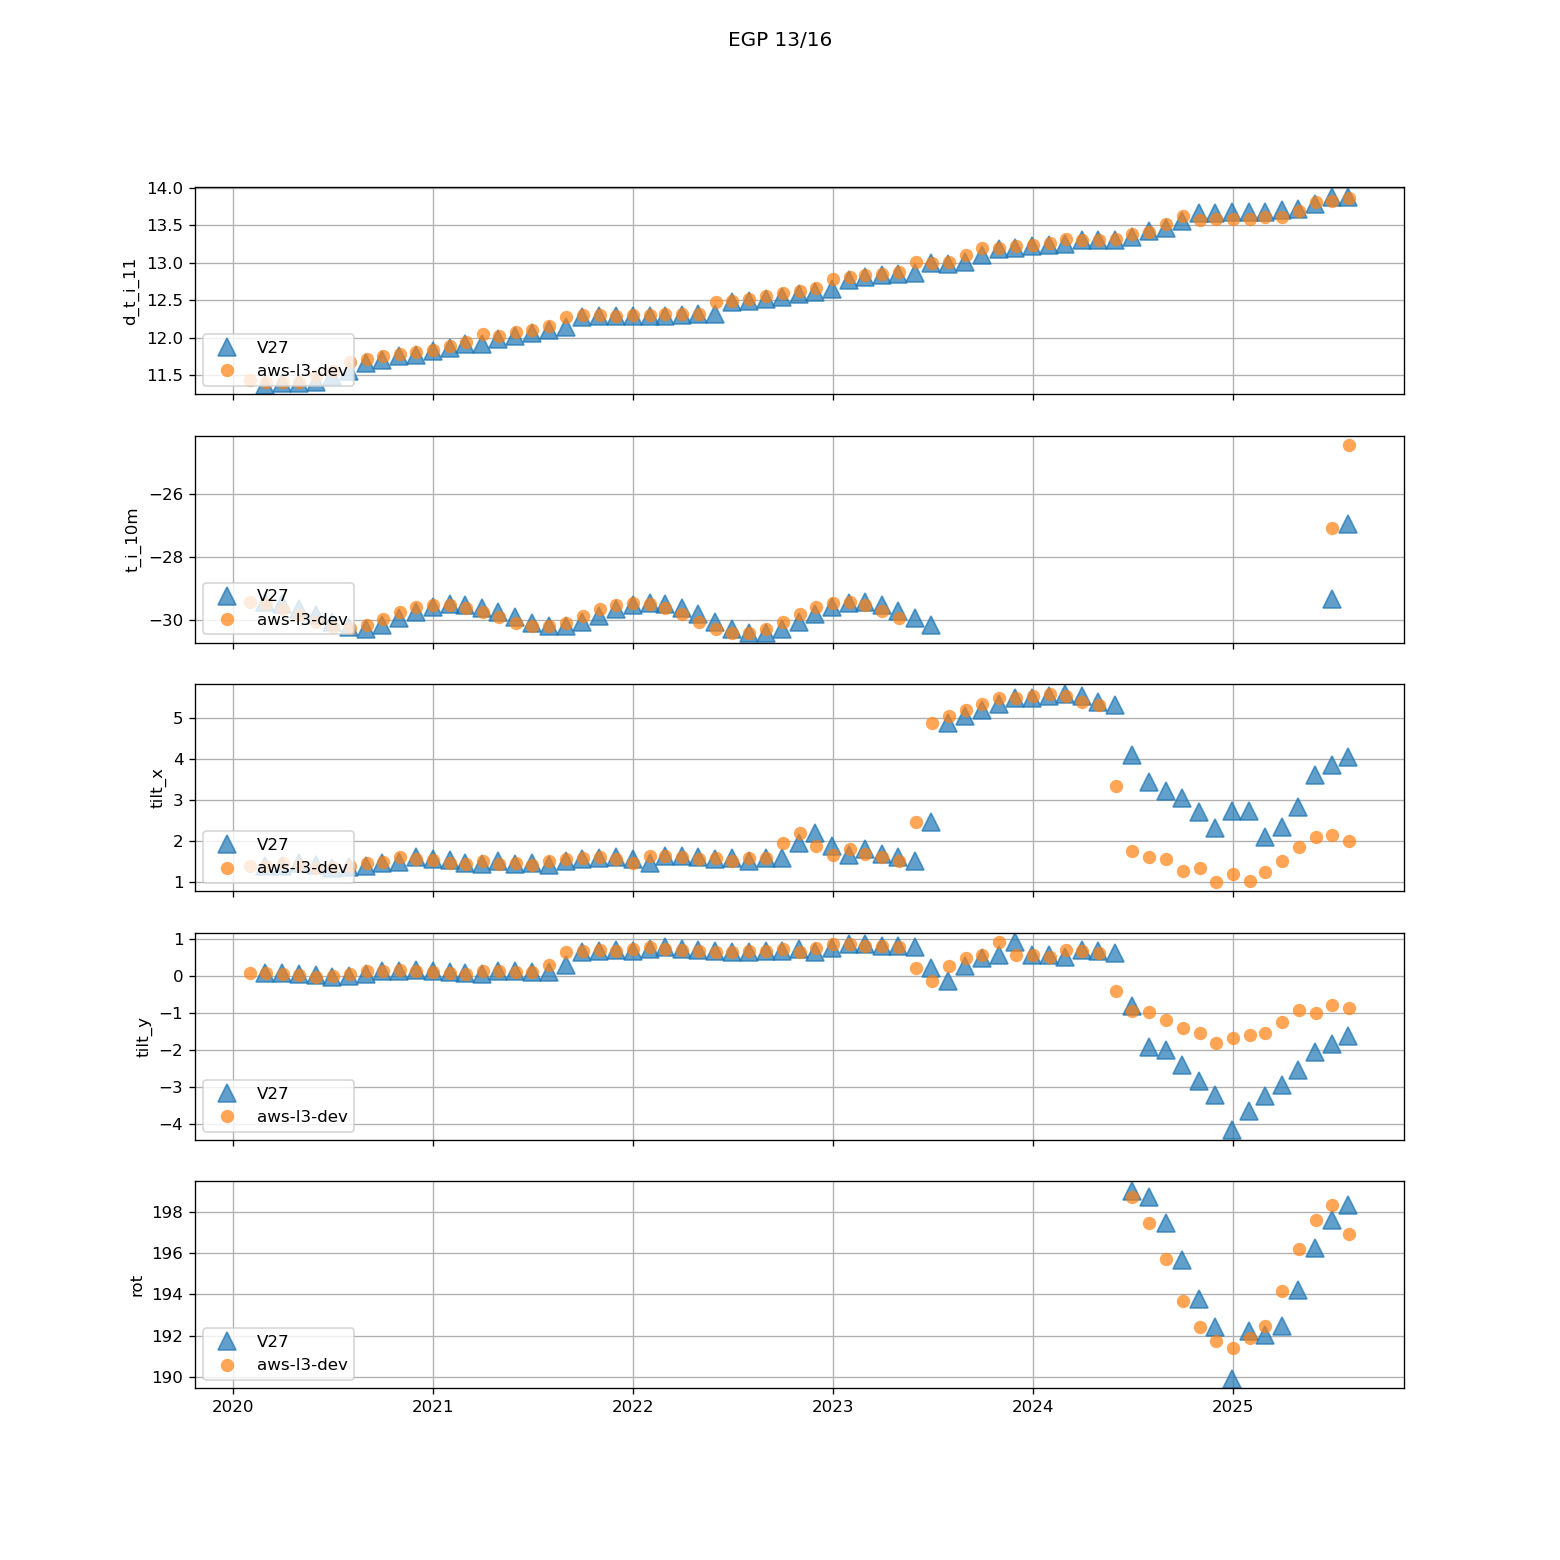 EGP 13/16
d_t_i_11
14.0
13.5
13.0
12.5
12.0
11.5
V27
aws-l3-dev
t_i_10m
−26
−28
−30
V27
aws-l3-dev
tilt_x
5
4
3
2
1
V27
aws-l3-dev
tilt_y
1
0
−1
−2
−3
−4
V27
aws-l3-dev
rot
198
196
194
192
190
V27
aws-l3-dev
2020 2021 2022 2023 2024 2025